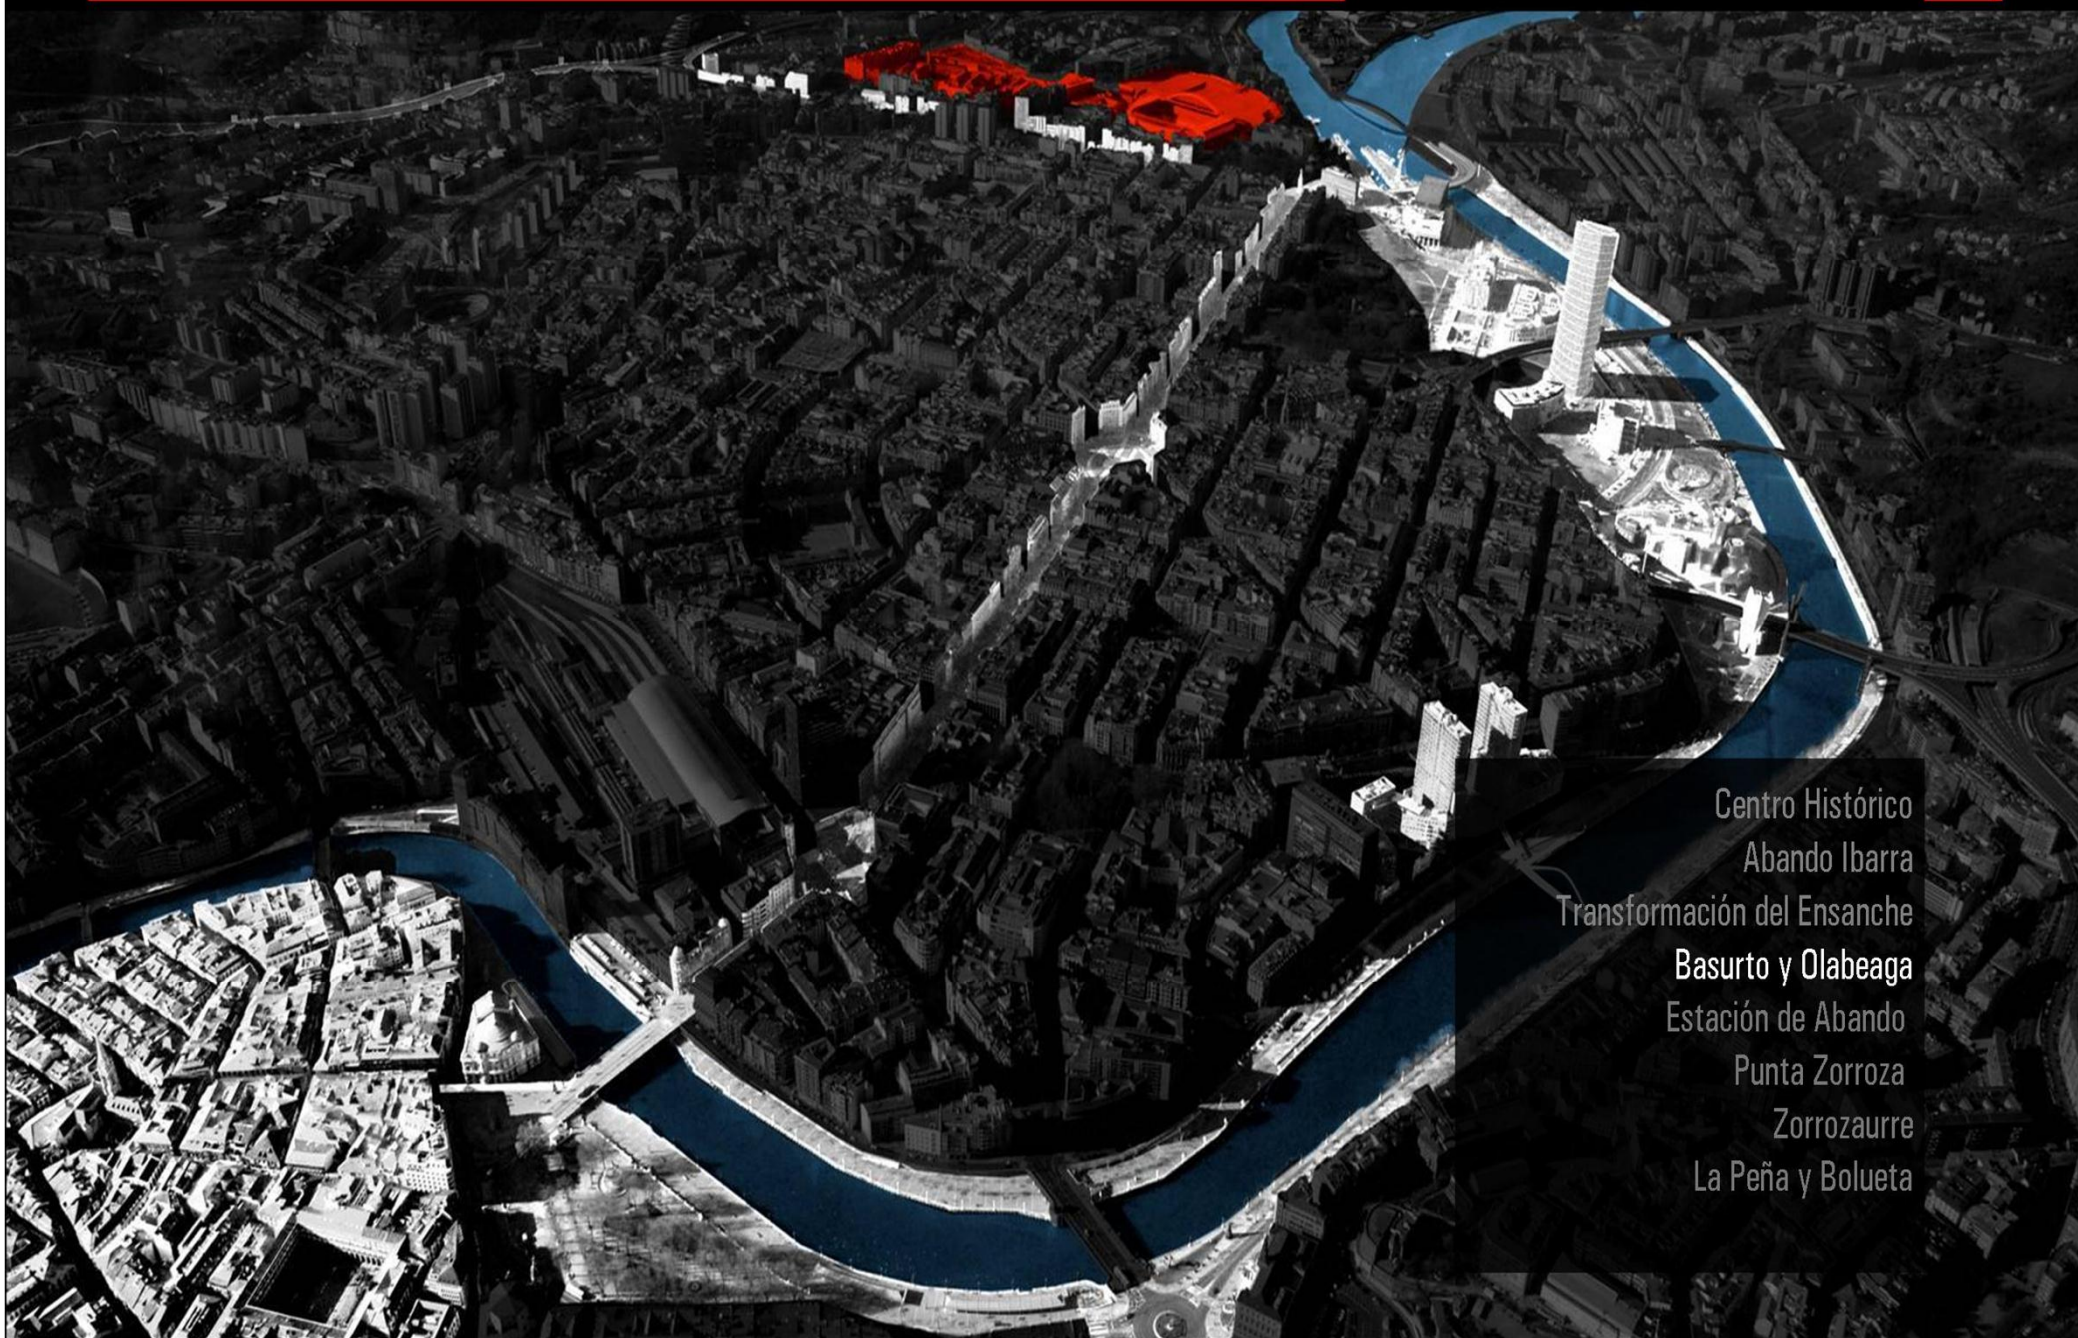 Centro Histórico
Abando Ibarra
Transformación del Ensanche
Basurto y Olabeaga
Estación de Abando
Punta Zorroza
Zorrozaurre
La Peña y Bolueta